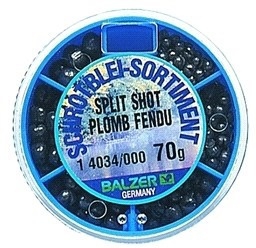 SCHROTBLEI-SORTIMENT
SPLIT SHOT
PLOMB FENDU
1 4034/000 70g
BALZER
GERMANY